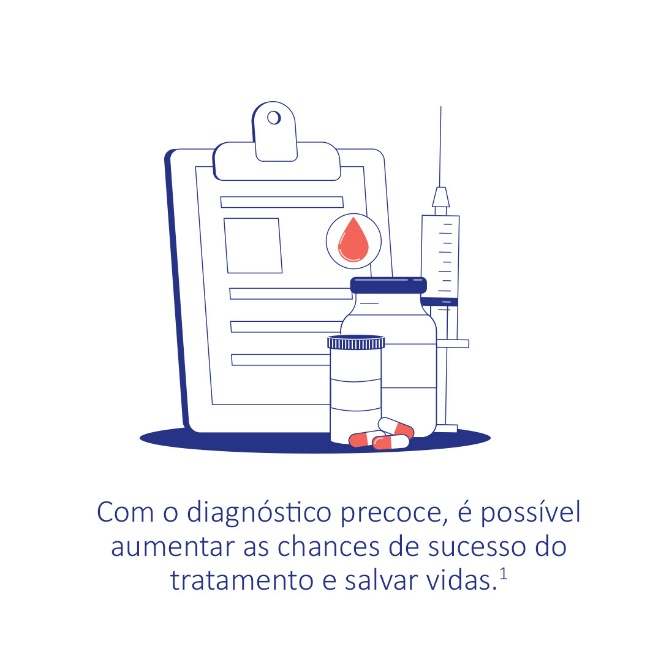 Com o diagnóstico precoce, é possível
aumentar as chances de sucesso do
tratamento e salvar vidas.¹